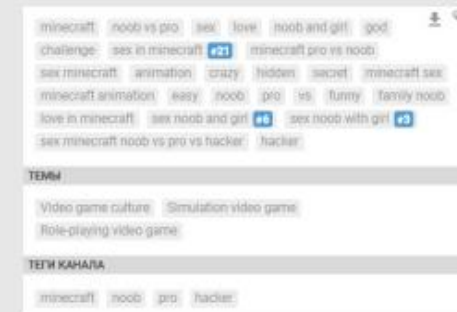 minecraft noob vs pro sex love noob and girl god
challenge sex in minecraft #21 minecraft pro vs noob
sex minecraft animation crazy hidden secret minecraft sex
minecraft animation easy noob pro vs funny family noob
love in minecraft sex noob and girl #6 sex noob with girl #3
sex minecraft noob vs pro vs hacker hacker
ТЕМЫ
Video game culture Simulation video game
Role-playing video game
ТЕГИ КАНАЛА
minecraft noob pro hacker